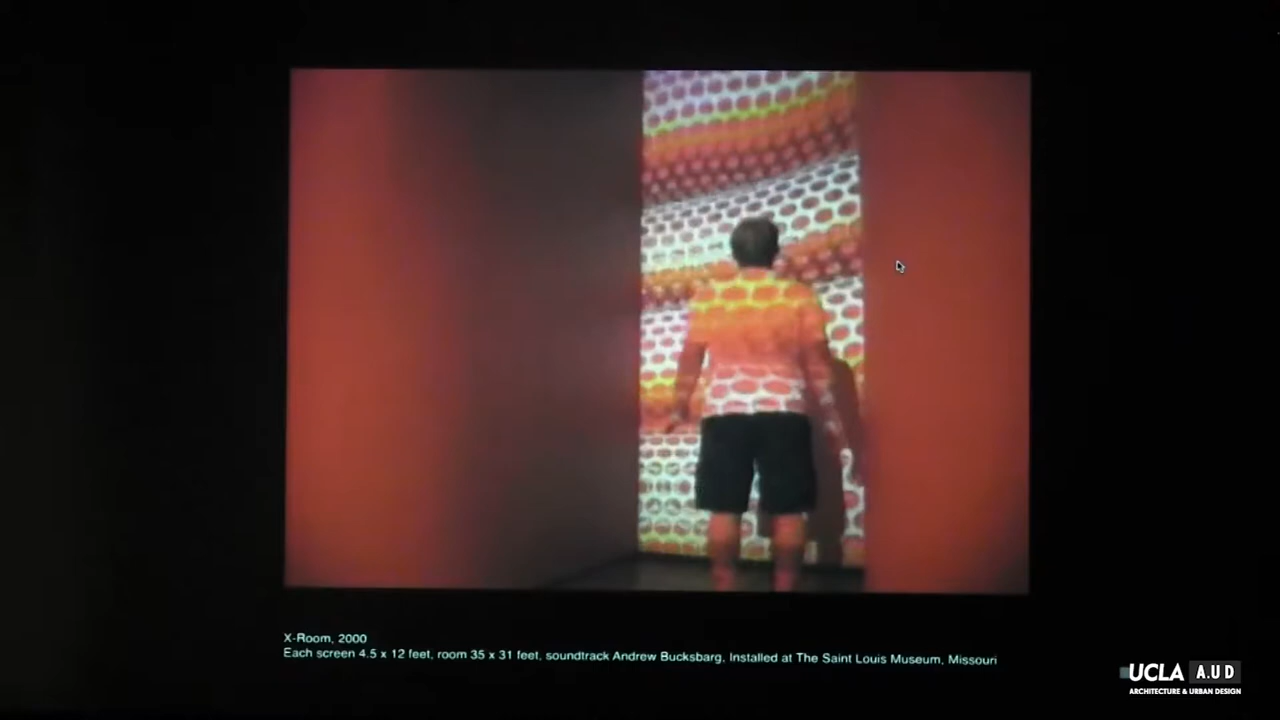 X-Room, 2000
Each screen 4.5 x 12 feet, room 35 x 31 feet, soundtrack Andrew Bucksbarg, Installed at The Saint Louis Museum, Missouri
UCLA A.UD
ARCHITECTURE & URBAN DESIGN